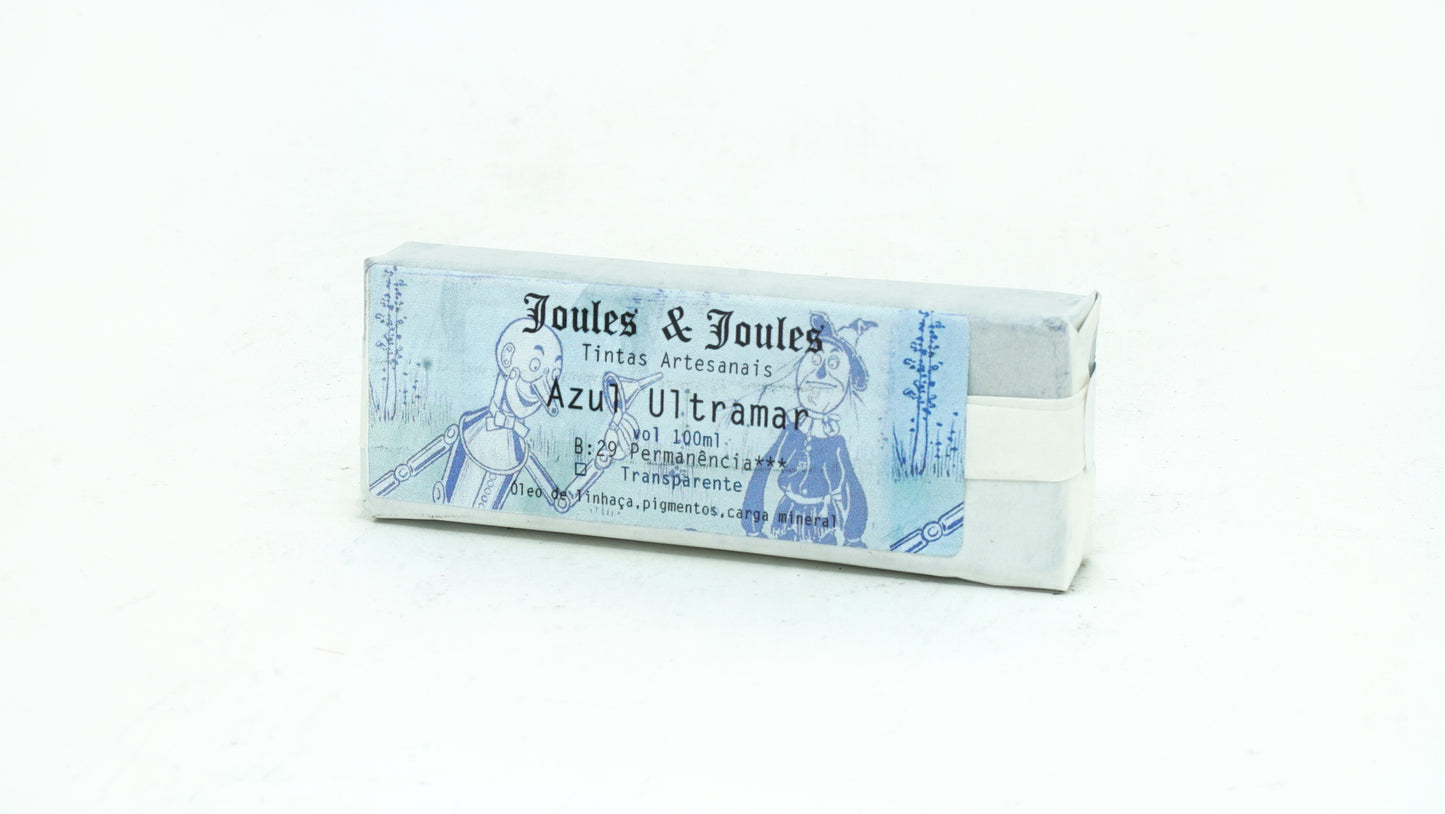 Joules & Joules
Tintas Artesanais
Azul Ultramar
vol 100ml
B:29 Permanência***
Transparente
Óleo de linhaça,pigmentos,carga mineral